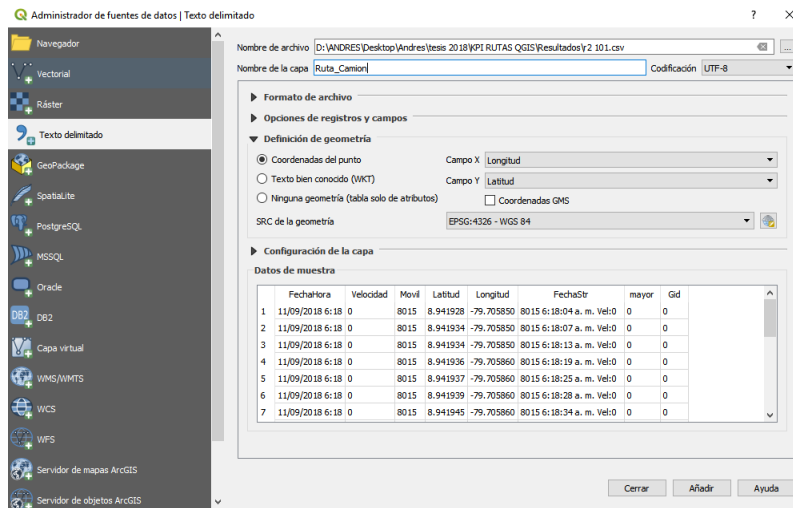 Administrador de fuentes de datos | Texto delimitado
?
Navegador
Vectorial
Ráster
Texto delimitado
GeoPackage
SpatiaLite
PostgreSQL
MSSQL
Oracle
DB2 DB2
Capa virtual
WMS/WMTS
WCS
WFS
Servidor de mapas ArcGIS
Servidor de objetos ArcGIS
Nombre de archivo D:\ANDRES\Desktop\Andres\tesis 2018\KPI RUTAS QGIS\Resultados\r2 101.csv ...
Nombre de la capa Ruta_Camion Codificación UTF-8
Formato de archivo
Opciones de registros y campos
Definición de geometría
Coordenadas del punto Campo X Longitud
Texto bien conocido (WKT) Campo Y Latitud
Ninguna geometría (tabla solo de atributos) Coordenadas GMS
SRC de la geometría EPSG:4326 - WGS 84
Configuración de la capa
Datos de muestra
FechaHora Velocidad Movil Latitud Longitud FechaStr mayor Gid
1 11/09/2018 6:18 0 8015 8.941928 -79.705850 8015 6:18:04 a. m. Vel:0 0 0
2 11/09/2018 6:18 0 8015 8.941934 -79.705850 8015 6:18:07 a. m. Vel:0 0 0
3 11/09/2018 6:18 0 8015 8.941934 -79.705850 8015 6:18:13 a. m. Vel:0 0 0
4 11/09/2018 6:18 0 8015 8.941936 -79.705860 8015 6:18:19 a. m. Vel:0 0 0
5 11/09/2018 6:18 0 8015 8.941937 -79.705860 8015 6:18:25 a. m. Vel:0 0 0
6 11/09/2018 6:18 0 8015 8.941939 -79.705860 8015 6:18:28 a. m. Vel:0 0 0
7 11/09/2018 6:18 0 8015 8.941945 -79.705860 8015 6:18:34 a. m. Vel:0 0 0
Cerrar Añadir Ayuda